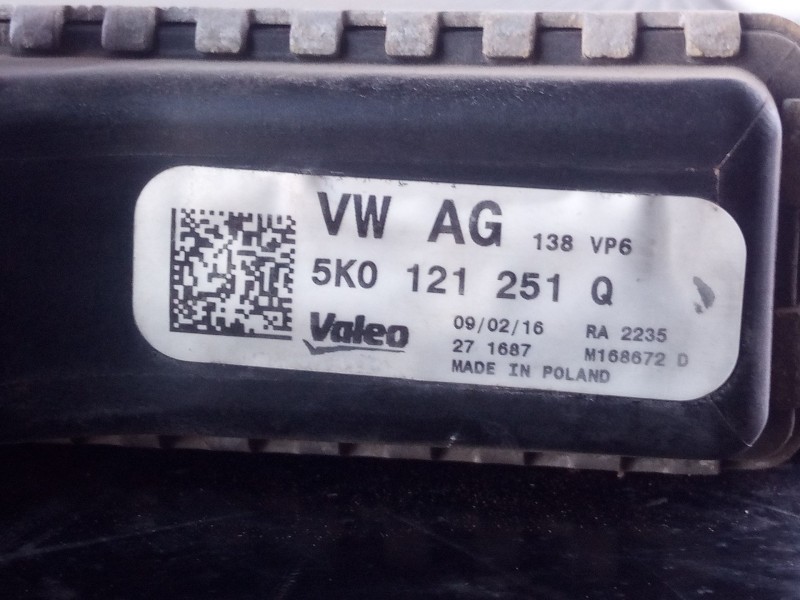 VW AG 138 VP6
5K0 121 251 Q
Valeo 09/02/16 RA 2235
27 1687 M168672 D
MADE IN POLAND